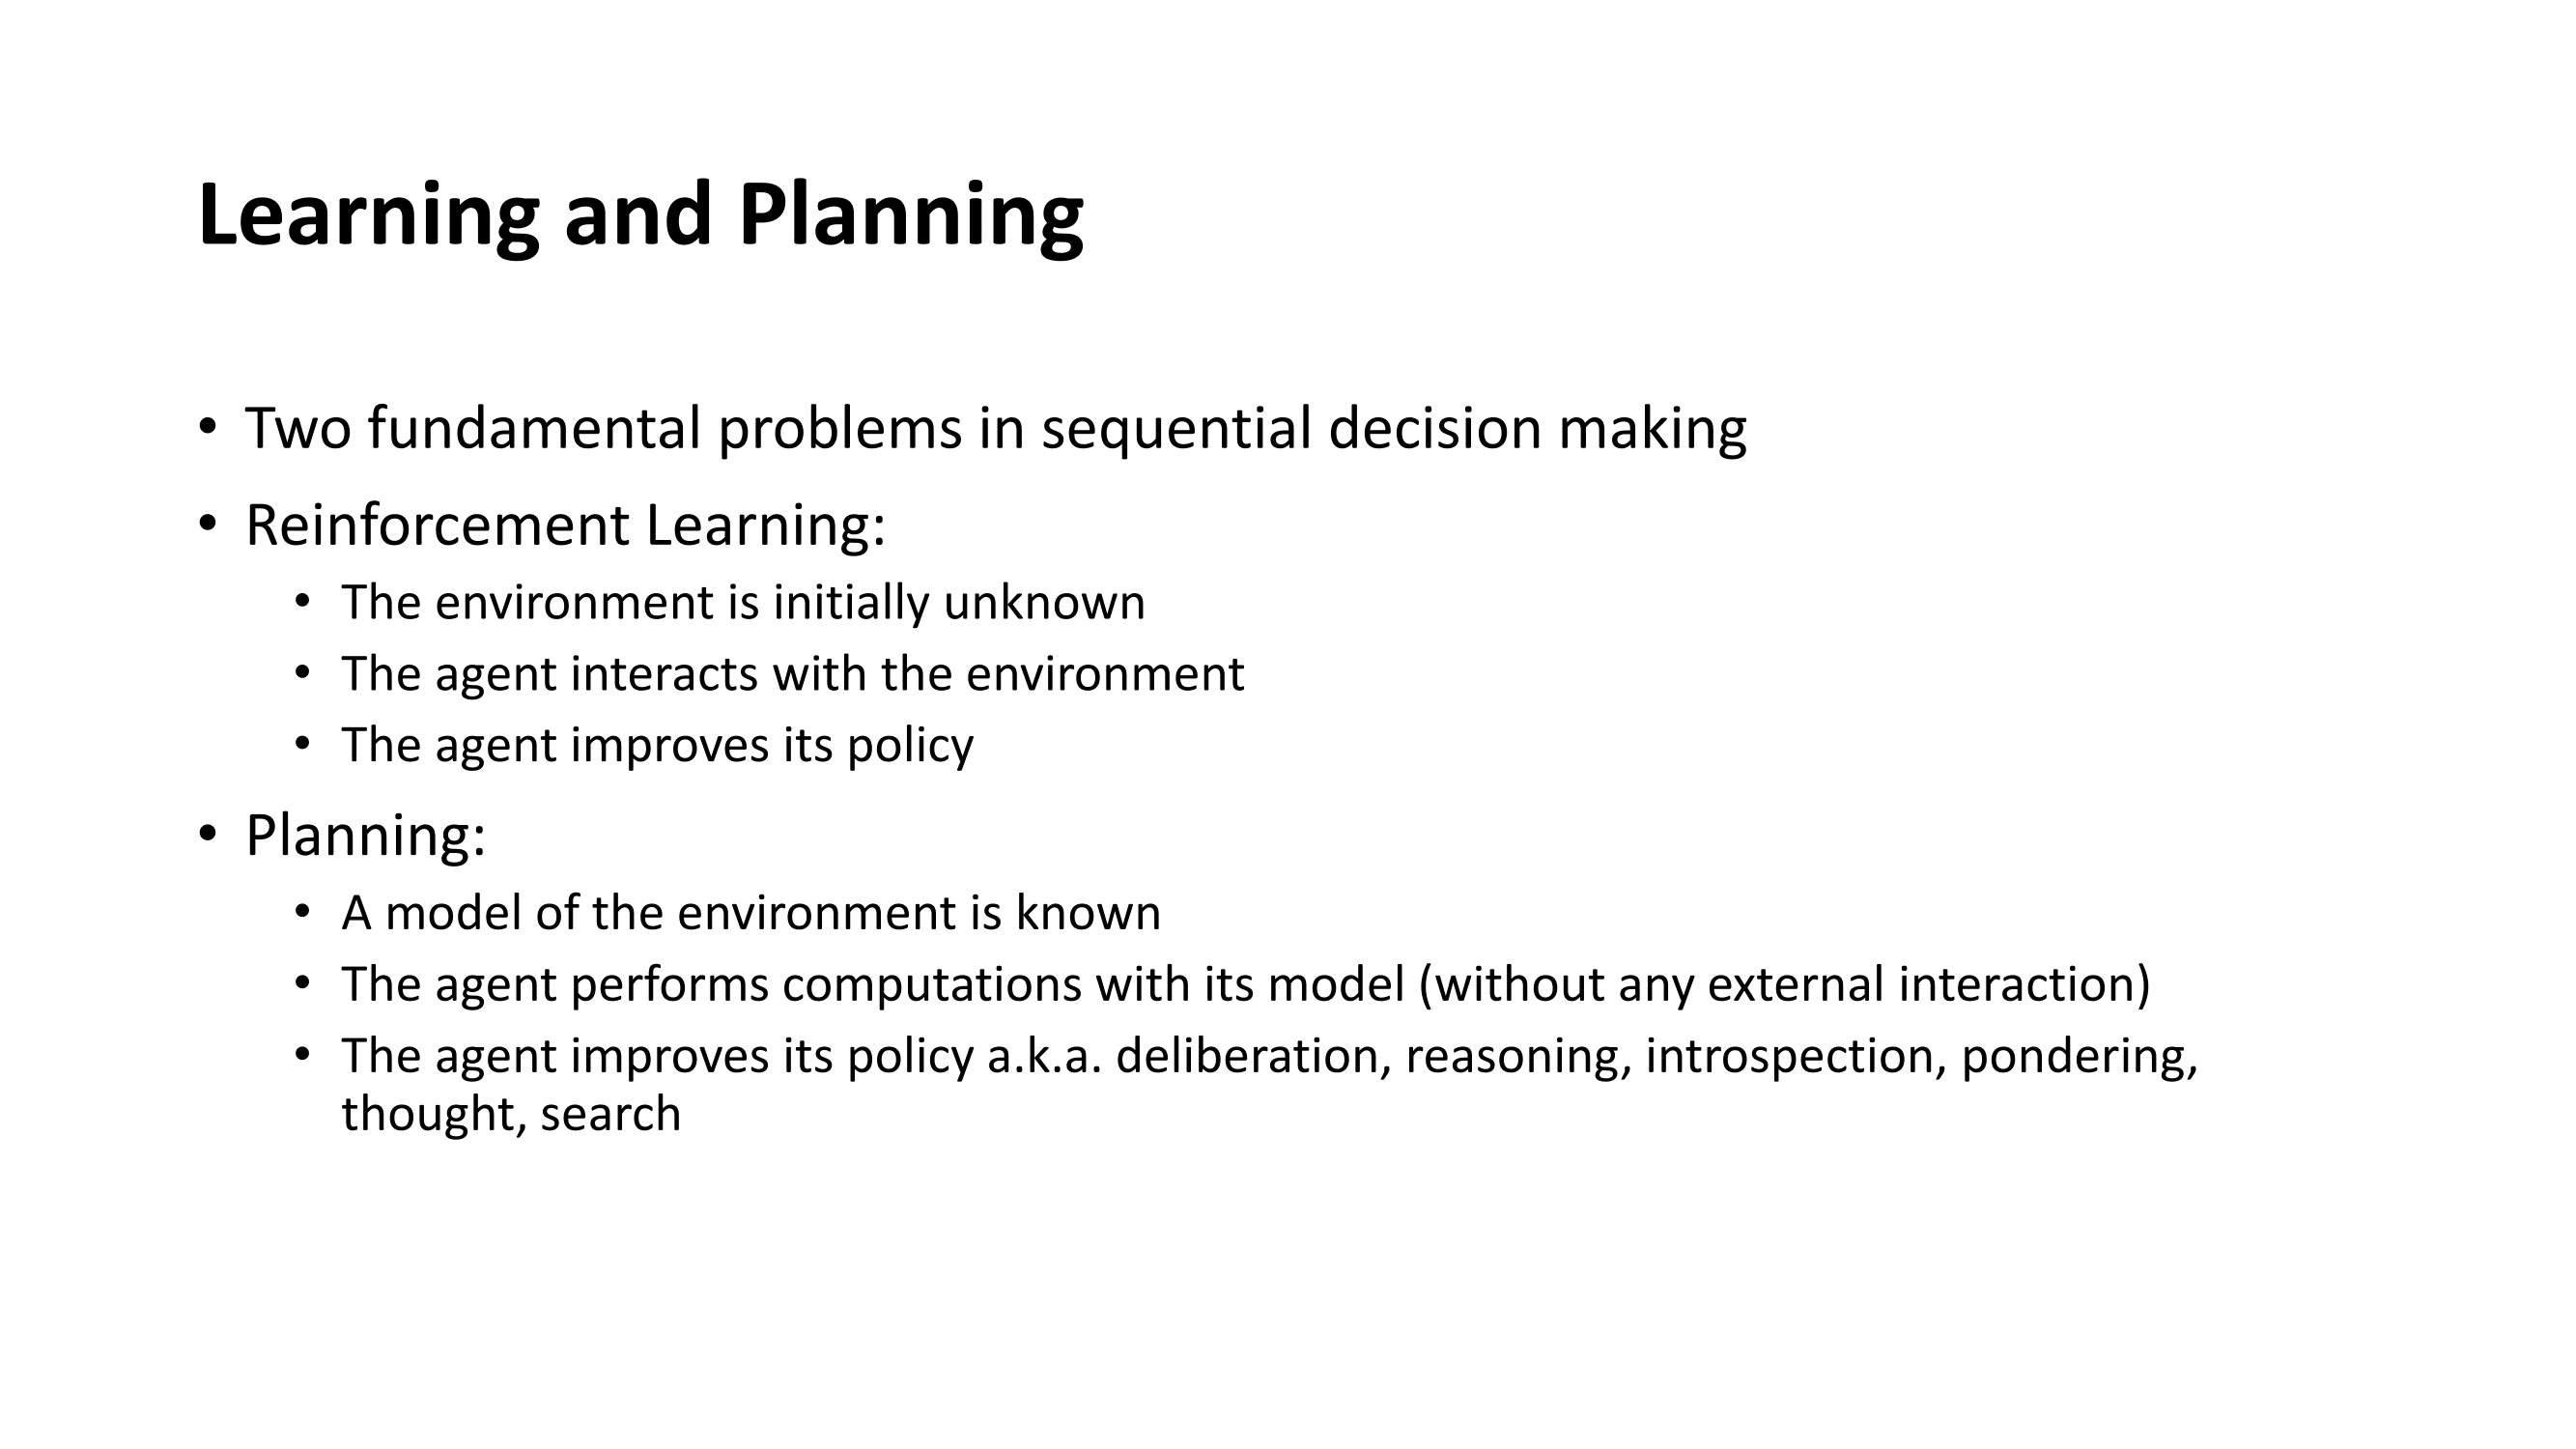 Learning and Planning
• Two fundamental problems in sequential decision making
• Reinforcement Learning:
• The environment is initially unknown
• The agent interacts with the environment
• The agent improves its policy
• Planning:
• A model of the environment is known
• The agent performs computations with its model (without any external interaction)
• The agent improves its policy a.k.a. deliberation, reasoning, introspection, pondering,
thought, search